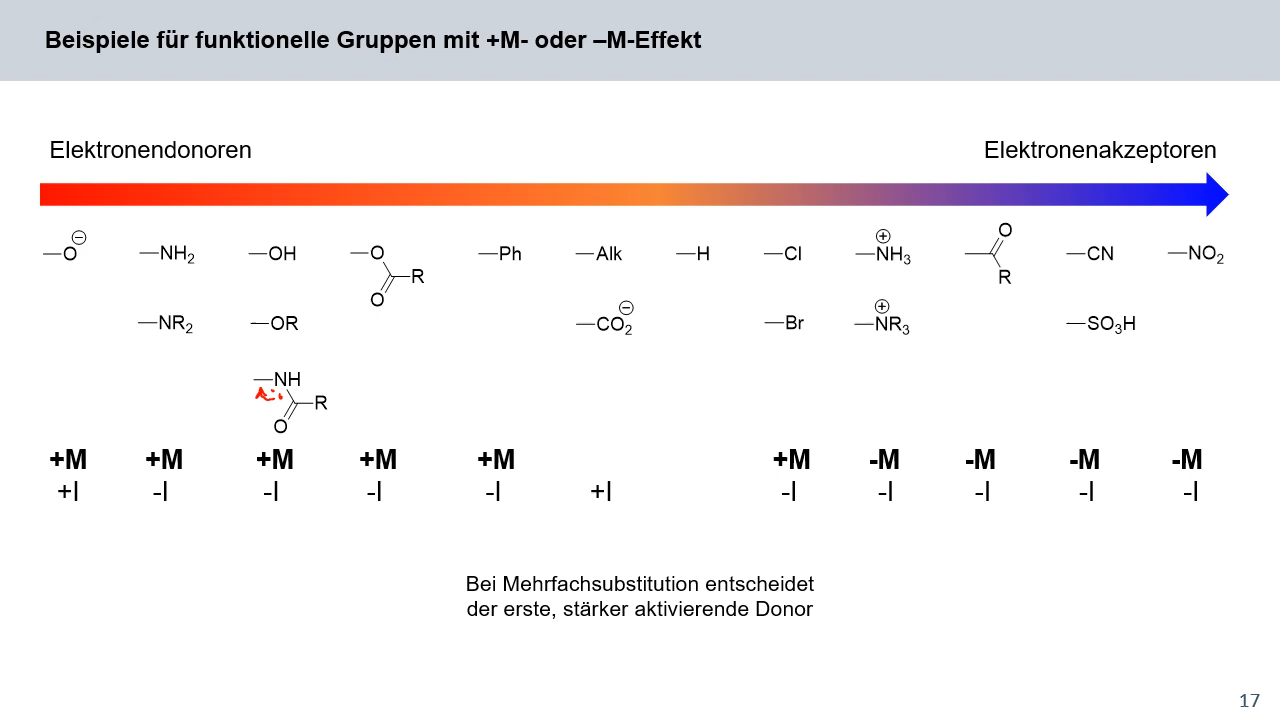 Beispiele für funktionelle Gruppen mit +M- oder –M-Effekt
Elektronendonoren Elektronenakzeptoren
—O⊖ —NH₂ —OH —O —Ph —Alk —H —Cl —NH₃⊕ O —CN —NO₂
O R R
—NR₂ —OR —CO₂⊖ —Br —NR₃⊕ —SO₃H
—NH
R
O
+M +M +M +M +M +M -M -M -M -M
+I -I -I -I -I +I -I -I -I -I -I
Bei Mehrfachsubstitution entscheidet
der erste, stärker aktivierende Donor
17